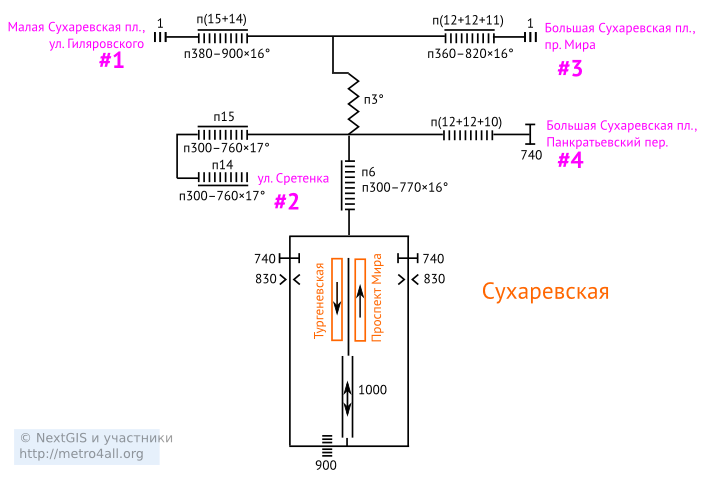 Малая Сухаревская пл.,
ул. Гиляровского
#1
1
п(15+14)
п380–900×16°
п(12+12+11)
п360–820×16°
1
Большая Сухаревская пл.,
пр. Мира
#3
п3°
п15
п300–760×17°
п14
п300–760×17°
ул. Сретенка
#2
п(12+12+10)
740
Большая Сухаревская пл.,
Панкратьевский пер.
#4
п6
п300–770×16°
740
830
740
830
Тургеневская
Проспект Мира
Сухаревская
1000
900
© NextGIS и участники
http://metro4all.org